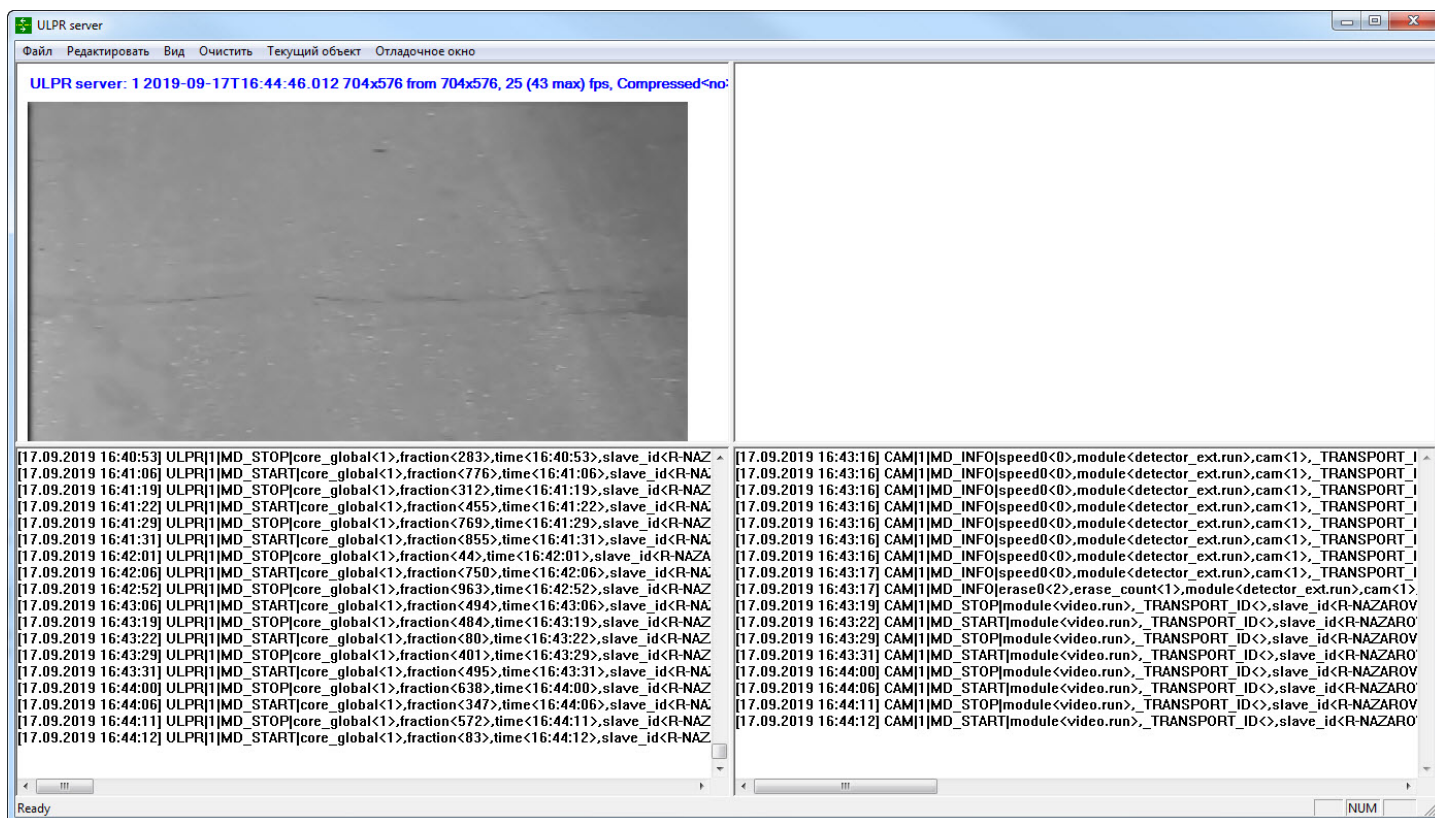 ULPR server
Файл Редактировать Вид Очистить Текущий объект Отладочное окно
ULPR server: 1 2019-09-17T16:44:46.012 704x576 from 704x576, 25 (43 max) fps, Compressed<no>
[17.09.2019 16:40:53] ULPR|1|MD_STOP|core_global<1>,fraction<283>,time<16:40:53>,slave_id<R-NAZ
[17.09.2019 16:41:06] ULPR|1|MD_START|core_global<1>,fraction<776>,time<16:41:06>,slave_id<R-NAZ
[17.09.2019 16:41:19] ULPR|1|MD_STOP|core_global<1>,fraction<312>,time<16:41:19>,slave_id<R-NAZ
[17.09.2019 16:41:22] ULPR|1|MD_START|core_global<1>,fraction<455>,time<16:41:22>,slave_id<R-NAZ
[17.09.2019 16:41:29] ULPR|1|MD_STOP|core_global<1>,fraction<769>,time<16:41:29>,slave_id<R-NAZ
[17.09.2019 16:41:31] ULPR|1|MD_START|core_global<1>,fraction<855>,time<16:41:31>,slave_id<R-NAZ
[17.09.2019 16:42:01] ULPR|1|MD_STOP|core_global<1>,fraction<44>,time<16:42:01>,slave_id<R-NAZA
[17.09.2019 16:42:06] ULPR|1|MD_START|core_global<1>,fraction<750>,time<16:42:06>,slave_id<R-NAZ
[17.09.2019 16:42:52] ULPR|1|MD_STOP|core_global<1>,fraction<963>,time<16:42:52>,slave_id<R-NAZ
[17.09.2019 16:43:06] ULPR|1|MD_START|core_global<1>,fraction<494>,time<16:43:06>,slave_id<R-NAZ
[17.09.2019 16:43:19] ULPR|1|MD_STOP|core_global<1>,fraction<484>,time<16:43:19>,slave_id<R-NAZ
[17.09.2019 16:43:22] ULPR|1|MD_START|core_global<1>,fraction<80>,time<16:43:22>,slave_id<R-NAZ
[17.09.2019 16:43:29] ULPR|1|MD_STOP|core_global<1>,fraction<401>,time<16:43:29>,slave_id<R-NAZ
[17.09.2019 16:43:31] ULPR|1|MD_START|core_global<1>,fraction<495>,time<16:43:31>,slave_id<R-NAZ
[17.09.2019 16:44:00] ULPR|1|MD_STOP|core_global<1>,fraction<638>,time<16:44:00>,slave_id<R-NAZ
[17.09.2019 16:44:06] ULPR|1|MD_START|core_global<1>,fraction<347>,time<16:44:06>,slave_id<R-NAZ
[17.09.2019 16:44:11] ULPR|1|MD_STOP|core_global<1>,fraction<572>,time<16:44:11>,slave_id<R-NAZ
[17.09.2019 16:44:12] ULPR|1|MD_START|core_global<1>,fraction<83>,time<16:44:12>,slave_id<R-NAZ
[17.09.2019 16:43:16] CAM|1|MD_INFO|speed0<0>,module<detector_ext.run>,cam<1>,_TRANSPORT_I
[17.09.2019 16:43:16] CAM|1|MD_INFO|speed0<0>,module<detector_ext.run>,cam<1>,_TRANSPORT_I
[17.09.2019 16:43:16] CAM|1|MD_INFO|speed0<0>,module<detector_ext.run>,cam<1>,_TRANSPORT_I
[17.09.2019 16:43:16] CAM|1|MD_INFO|speed0<0>,module<detector_ext.run>,cam<1>,_TRANSPORT_I
[17.09.2019 16:43:16] CAM|1|MD_INFO|speed0<0>,module<detector_ext.run>,cam<1>,_TRANSPORT_I
[17.09.2019 16:43:16] CAM|1|MD_INFO|speed0<0>,module<detector_ext.run>,cam<1>,_TRANSPORT_I
[17.09.2019 16:43:16] CAM|1|MD_INFO|speed0<0>,module<detector_ext.run>,cam<1>,_TRANSPORT_I
[17.09.2019 16:43:17] CAM|1|MD_INFO|speed0<0>,module<detector_ext.run>,cam<1>,_TRANSPORT_I
[17.09.2019 16:43:17] CAM|1|MD_INFO|erase0<2>,erase_count<1>,module<detector_ext.run>,cam<1>,
[17.09.2019 16:43:19] CAM|1|MD_STOP|module<video.run>,_TRANSPORT_ID<>,slave_id<R-NAZAROV
[17.09.2019 16:43:22] CAM|1|MD_START|module<video.run>,_TRANSPORT_ID<>,slave_id<R-NAZARO
[17.09.2019 16:43:29] CAM|1|MD_STOP|module<video.run>,_TRANSPORT_ID<>,slave_id<R-NAZAROV
[17.09.2019 16:43:31] CAM|1|MD_START|module<video.run>,_TRANSPORT_ID<>,slave_id<R-NAZARO
[17.09.2019 16:44:00] CAM|1|MD_STOP|module<video.run>,_TRANSPORT_ID<>,slave_id<R-NAZAROV
[17.09.2019 16:44:06] CAM|1|MD_START|module<video.run>,_TRANSPORT_ID<>,slave_id<R-NAZARO
[17.09.2019 16:44:11] CAM|1|MD_STOP|module<video.run>,_TRANSPORT_ID<>,slave_id<R-NAZAROV
[17.09.2019 16:44:12] CAM|1|MD_START|module<video.run>,_TRANSPORT_ID<>,slave_id<R-NAZARO
Ready
NUM